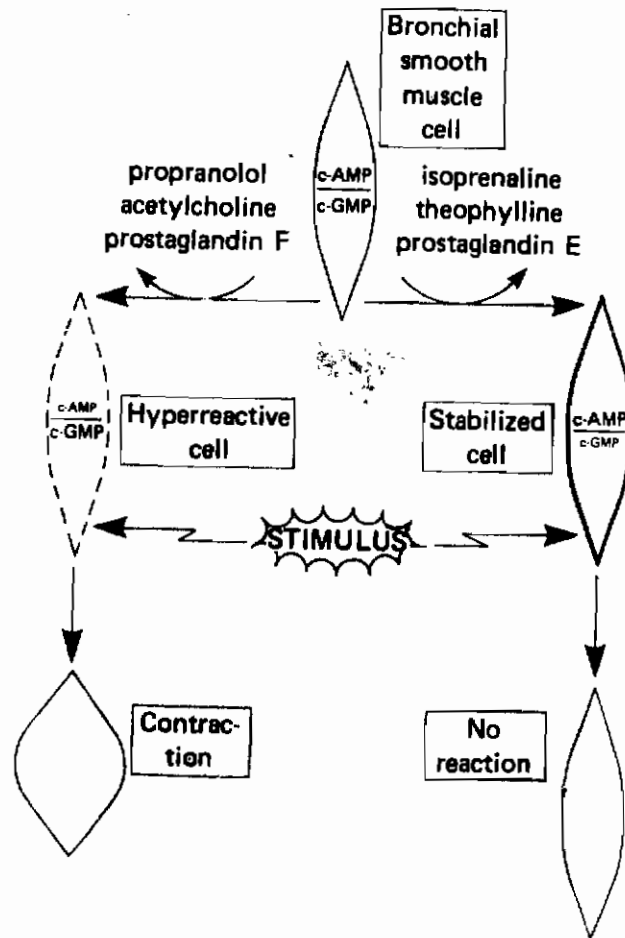 Bronchial
smooth
muscle
cell
c-AMP
c-GMP
propranolol
acetylcholine
prostaglandin F
isoprenaline
theophylline
prostaglandin E
c-AMP
c-GMP
Hyperreactive
cell
Stabilized
cell
c-AMP
c-GMP
STIMULUS
Contrac-
tion
No
reaction